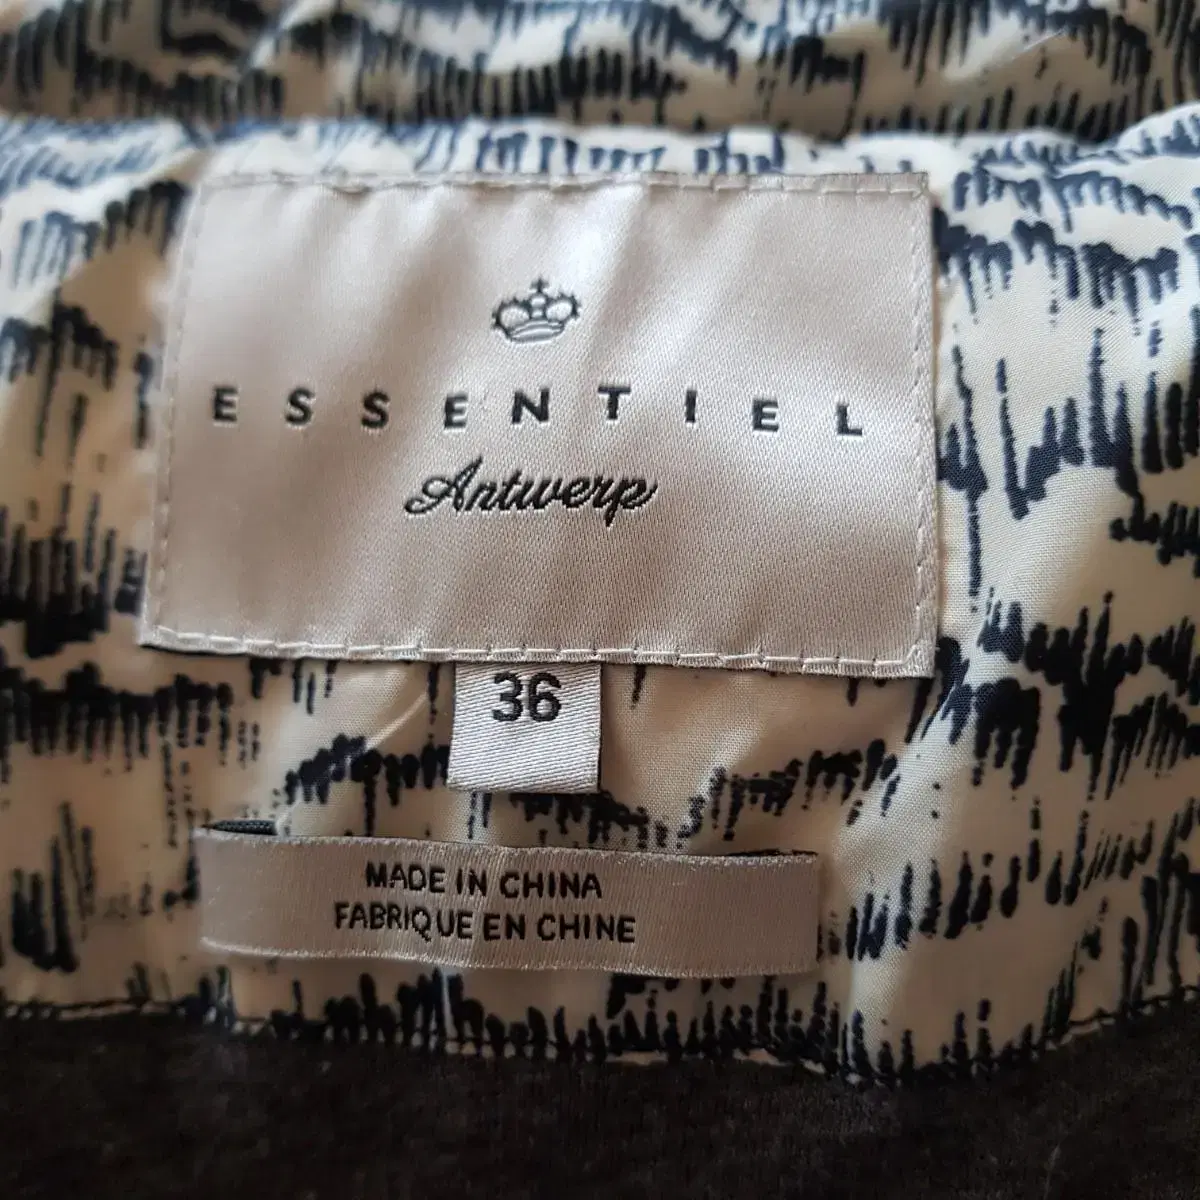 ESSENTIEL
Antwerp
36
MADE IN CHINA
FABRIQUE EN CHINE